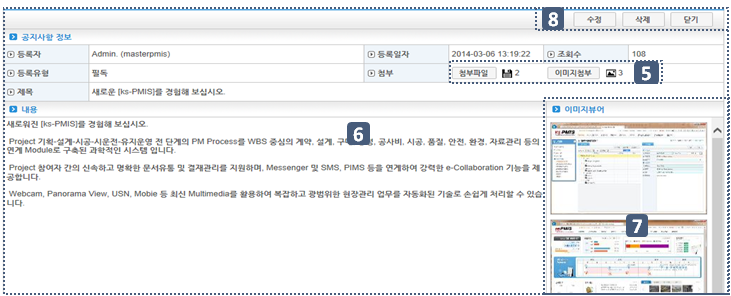 8 수정 삭제 닫기
공지사항 정보
등록자 Admin. (masterpmis) 등록일자 2014-03-06 13:19:22 조회수 108
등록유형 필독 첨부 첨부파일 2 이미지첨부 3 5
제목 새로운 [ks-PMIS]를 경험해 보십시오.
내용 이미지뷰어
새로워진 [ks-PMIS]를 경험해 보십시오.
6
Project 기획-설계-시공-시운전-유지운영 전 단계의 PM Process를 WBS 중심의 계약, 설계, 공사비, 시공, 품질, 안전, 환경, 자료관리 등의
연계 Module로 구축된 과학적인 시스템 입니다.
Project 참여자 간의 신속하고 명확한 문서유통 및 결재관리를 지원하며, Messenger 및 SMS, PIMS 등을 연계하여 강력한 e-Collaboration 기능을 제
공합니다.
Webcam, Panorama View, USN, Mobie 등 최신 Multimedia를 활용하여 복잡하고 광범위한 현장관리 업무를 자동화된 기술로 손쉽게 처리할 수 있습
니다.
PMIS
PMIS
7